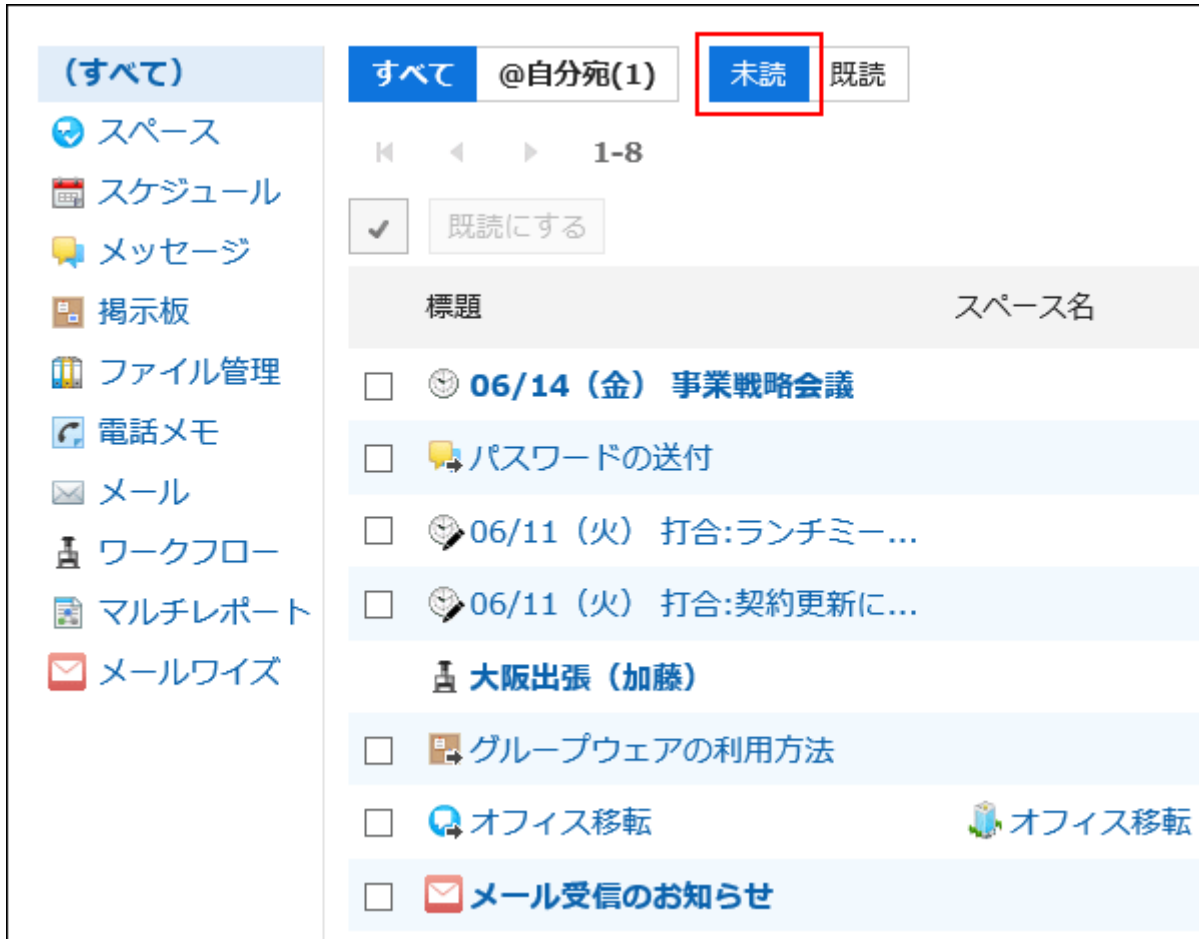 (すべて)
スペース
スケジュール
メッセージ
掲示板
ファイル管理
電話メモ
メール
ワークフロー
マルチレポート
メールワイズ
すべて @自分宛(1) 未読 既読
1-8
既読にする
標題 スペース名
06/14（金） 事業戦略会議
パスワードの送付
06/11（火） 打合:ランチミー...
06/11（火） 打合:契約更新に...
大阪出張（加藤）
グループウェアの利用方法
オフィス移転 オフィス移転
メール受信のお知らせ